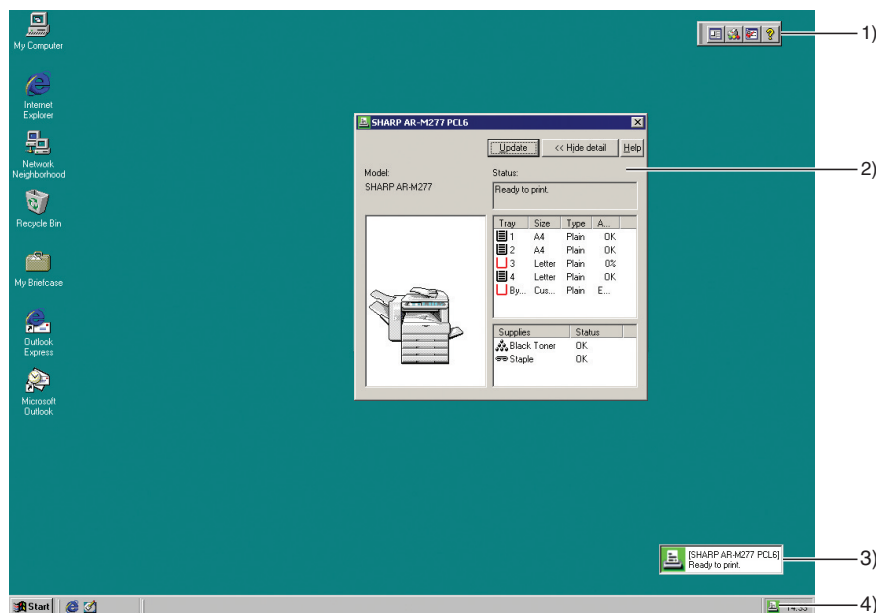 My Computer
Internet
Explorer
Network
Neighborhood
Recycle Bin
My Briefcase
Outlook
Express
Microsoft
Outlook
1)
SHARP AR-M277 PCL6
Update << Hide detail Help
2)
Model: Status:
SHARP AR-M277 Ready to print.
Tray Size Type A...
1 A4 Plain OK
2 A4 Plain OK
3 Letter Plain 0%
4 Letter Plain OK
By... Cus... Plain E...
Supplies Status
Black Toner OK
Staple OK
[SHARP AR-M277 PCL6]
Ready to print.
3)
Start
14:33
4)